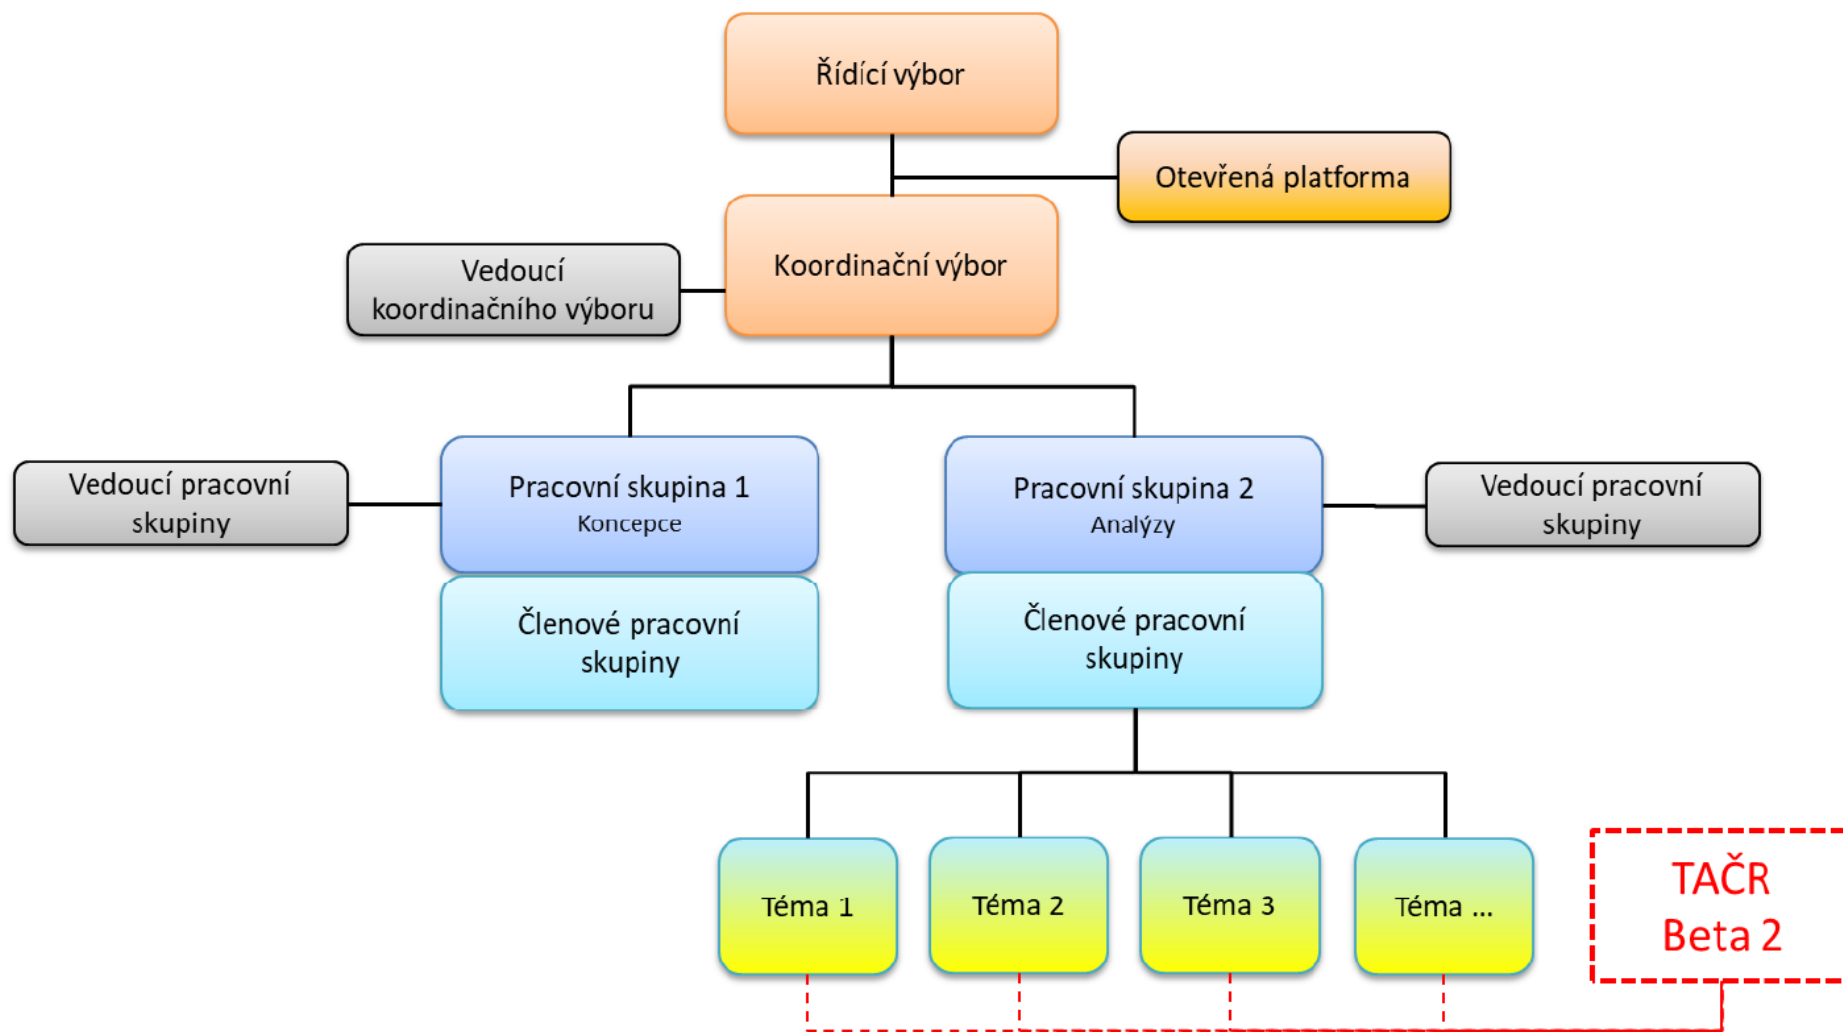 Řídící výbor
Otevřená platforma
Koordinační výbor
Vedoucí
koordinačního výboru
Vedoucí pracovní
skupiny
Pracovní skupina 1
Koncepce
Pracovní skupina 2
Analýzy
Vedoucí pracovní
skupiny
Členové pracovní
skupiny
Členové pracovní
skupiny
Téma 1
Téma 2
Téma 3
Téma ...
TAČR
Beta 2